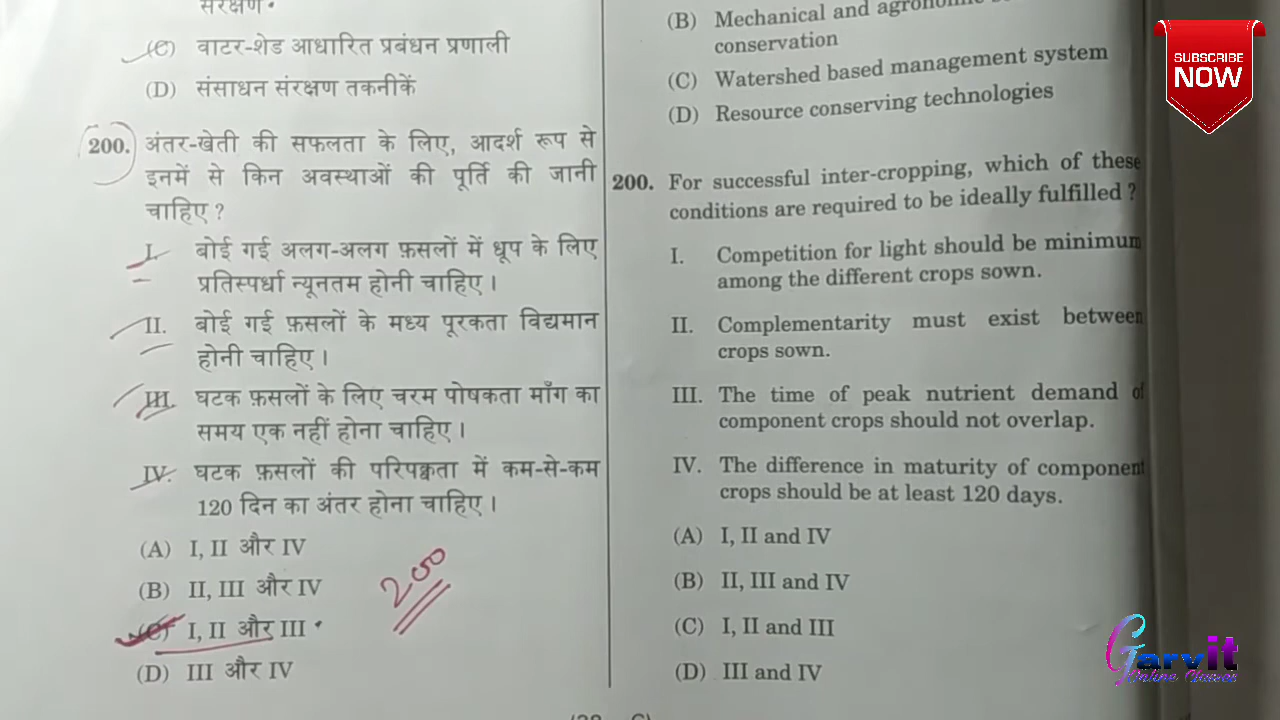 संरक्षण
(C) वाटर-शेड आधारित प्रबंधन प्रणाली
(D) संसाधन संरक्षण तकनीकें
200. अंतर-खेती की सफलता के लिए, आदर्श रूप से
इनमें से किन अवस्थाओं की पूर्ति की जानी
चाहिए ?
I. बोई गई अलग-अलग फ़सलों में धूप के लिए
प्रतिस्पर्धा न्यूनतम होनी चाहिए ।
II. बोई गई फ़सलों के मध्य पूरकता विद्यमान
होनी चाहिए ।
III. घटक फ़सलों के लिए चरम पोषकता माँग का
समय एक नहीं होना चाहिए ।
IV. घटक फ़सलों की परिपक्वता में कम-से-कम
120 दिन का अंतर होना चाहिए ।
(A) I, II और IV
(B) II, III और IV
(C) I, II और III
(D) III और IV
200
(B) Mechanical and agronomic
conservation
(C) Watershed based management system
(D) Resource conserving technologies
200. For successful inter-cropping, which of these
conditions are required to be ideally fulfilled ?
I. Competition for light should be minimum
among the different crops sown.
II. Complementarity must exist between
crops sown.
III. The time of peak nutrient demand of
component crops should not overlap.
IV. The difference in maturity of component
crops should be at least 120 days.
(A) I, II and IV
(B) II, III and IV
(C) I, II and III
(D) III and IV
SUBSCRIBE
NOW
Garvit
Online Classes